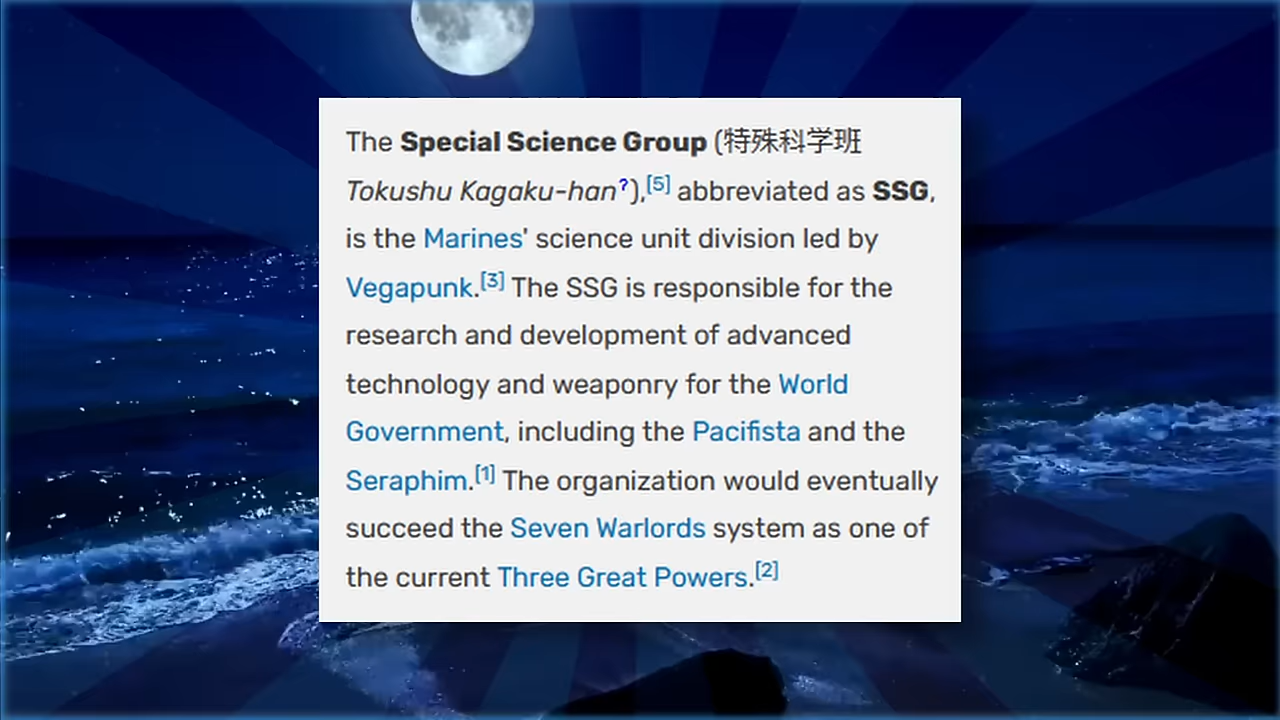 The Special Science Group (特殊科学班
Tokushu Kagaku-han?),[5] abbreviated as SSG,
is the Marines' science unit division led by
Vegapunk.[3] The SSG is responsible for the
research and development of advanced
technology and weaponry for the World
Government, including the Pacifista and the
Seraphim.[1] The organization would eventually
succeed the Seven Warlords system as one of
the current Three Great Powers.[2]